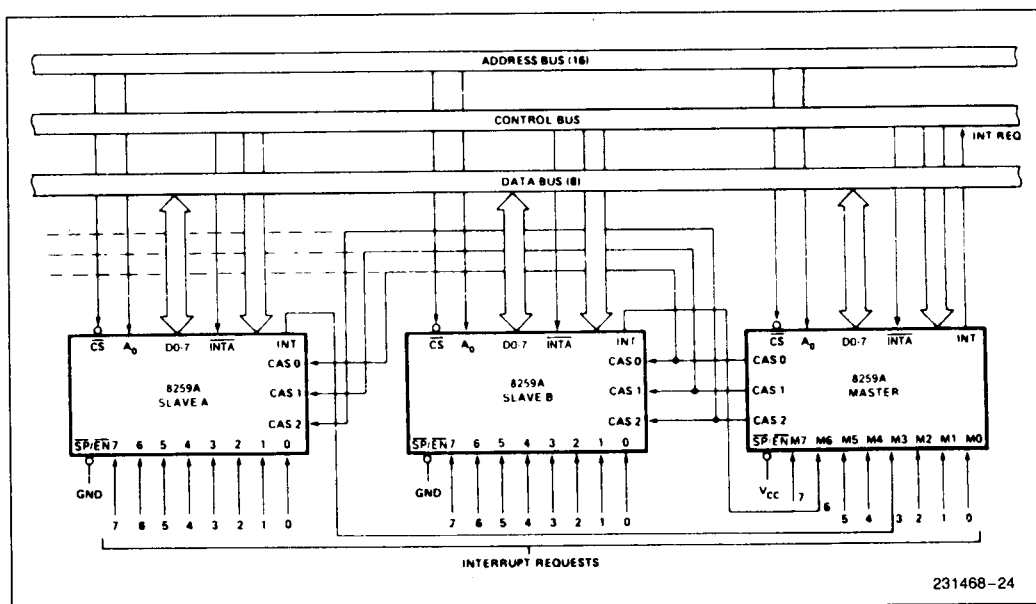 ADDRESS BUS (16)
CONTROL BUS
INT REQ
DATA BUS (8)
CS A0 D0-7 INTA INT
CAS 0
8259A
SLAVE A
CAS 1
CAS 2
SP/EN 7 6 5 4 3 2 1 0
GND
7 6 5 4 3 2 1 0
CS A0 D0-7 INTA INT
CAS 0
8259A
SLAVE B
CAS 1
CAS 2
SP/EN 7 6 5 4 3 2 1 0
GND
7 6 5 4 3 2 1 0
CS A0 D0-7 INTA INT
CAS 0
8259A
MASTER
CAS 1
CAS 2
SP/EN M7 M6 M5 M4 M3 M2 M1 M0
VCC
7 6 5 4 3 2 1 0
INTERRUPT REQUESTS
231468-24